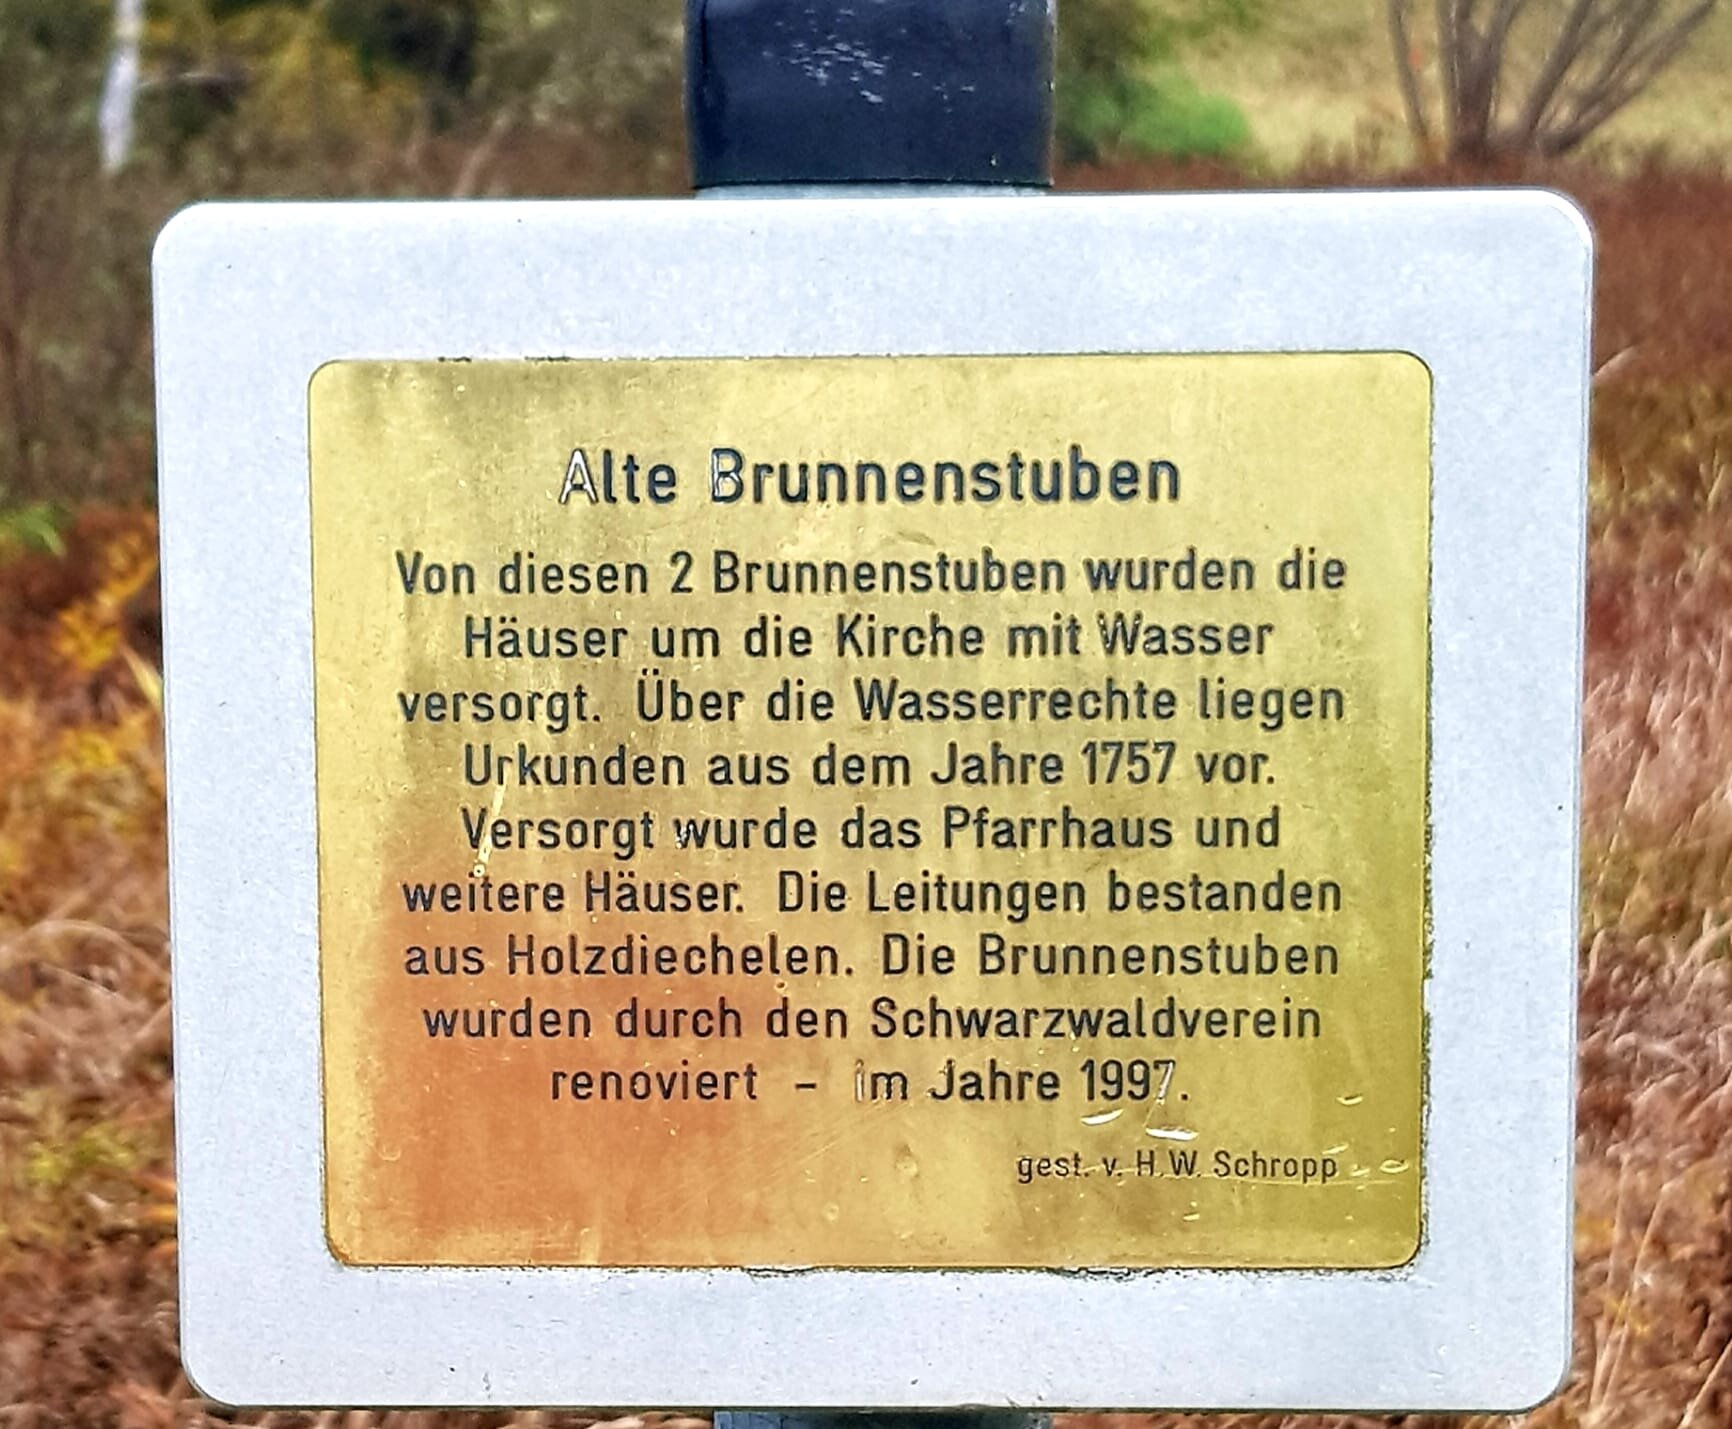 Alte Brunnenstuben
Von diesen 2 Brunnenstuben wurden die
Häuser um die Kirche mit Wasser
versorgt. Über die Wasserrechte liegen
Urkunden aus dem Jahre 1757 vor.
Versorgt wurde das Pfarrhaus und
weitere Häuser. Die Leitungen bestanden
aus Holzdiechelen. Die Brunnenstuben
wurden durch den Schwarzwaldverein
renoviert - im Jahre 1997.
gest. v. H.W. Schropp